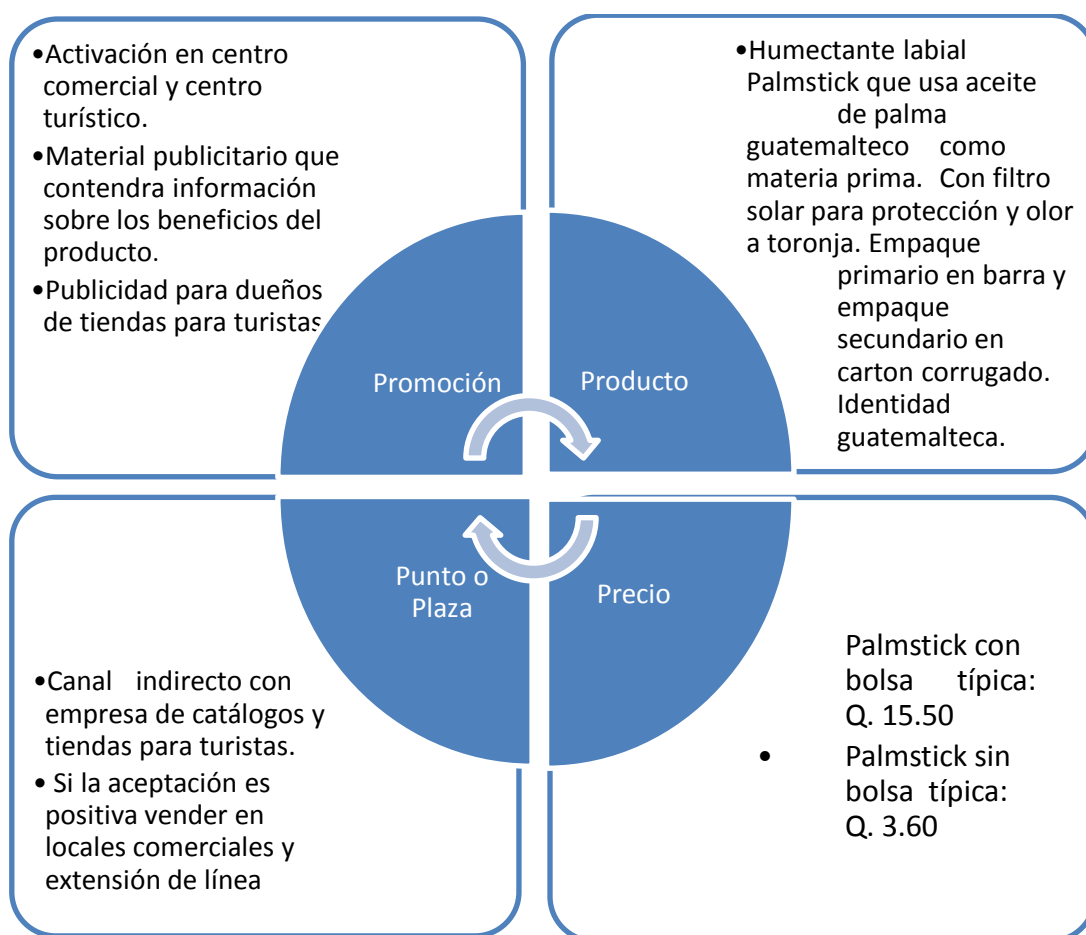 •Activación en centro
comercial y centro
turístico.
•Material publicitario que
contendra información
sobre los beneficios del
producto.
•Publicidad para dueños
de tiendas para turistas
•Humectante labial
Palmstick que usa aceite
de palma
guatemalteco como
materia prima. Con filtro
solar para protección y olor
a toronja. Empaque
primario en barra y
empaque
secundario en
carton corrugado.
Identidad
guatemalteca.
Promoción
Producto
Punto o
Plaza
Precio
•Canal indirecto con
empresa de catálogos y
tiendas para turistas.
• Si la aceptación es
positiva vender en
locales comerciales y
extensión de línea
Palmstick con
bolsa típica:
Q. 15.50
• Palmstick sin
bolsa típica:
Q. 3.60